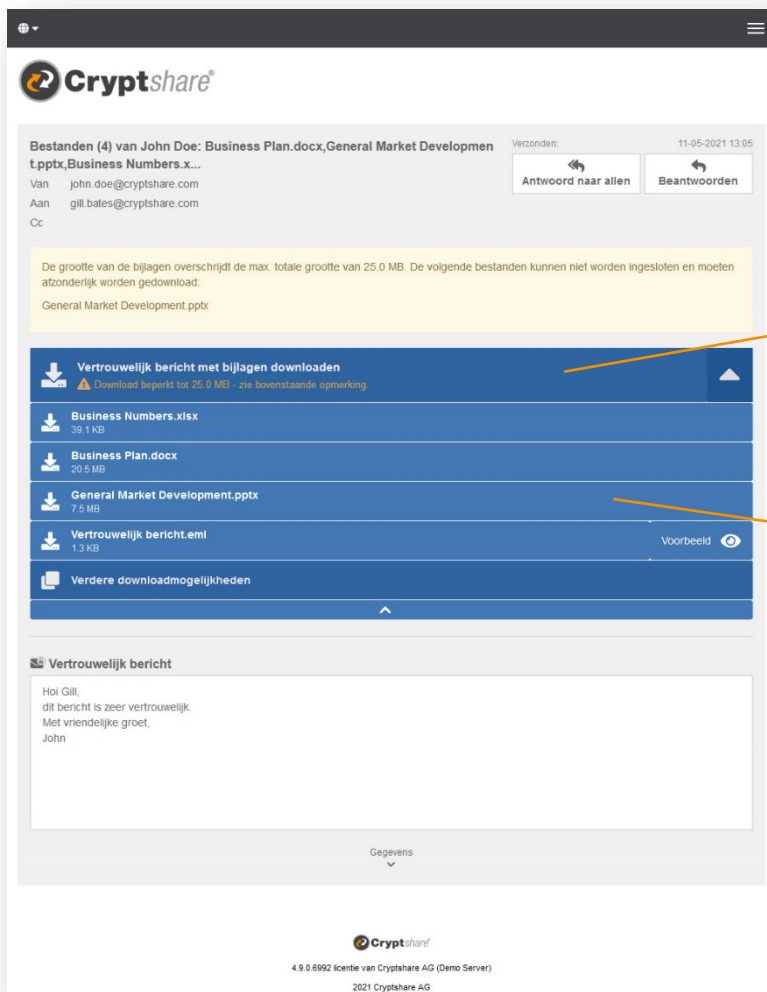 Cryptshare®
Bestanden (4) van John Doe: Business Plan.docx,General Market Developmen
t.pptx,Business Numbers.x...
Verzonden: 11-05-2021 13:05
Antwoord naar allen
Beantwoorden
Van john.doe@cryptshare.com
Aan gill.bates@cryptshare.com
Cc
De grootte van de bijlagen overschrijdt de max. totale grootte van 25.0 MB. De volgende bestanden kunnen niet worden ingesloten en moeten
afzonderlijk worden gedownload:
General Market Development.pptx
Vertrouwelijk bericht met bijlagen downloaden
Download beperkt tot 25.0 MB - zie bovenstaande opmerking.
Business Numbers.xlsx
39.1 KB
Business Plan.docx
20.5 MB
General Market Development.pptx
7.5 MB
Vertrouwelijk bericht.eml
1.3 KB
Voorbeeld
Verdere downloadmogelijkheden
Vertrouwelijk bericht
Hoi Gill,
dit bericht is zeer vertrouwelijk.
Met vriendelijke groet,
John
Gegevens
Cryptshare
4.9.0.6992 licentie van Cryptshare AG (Demo Server)
2021 Cryptshare AG